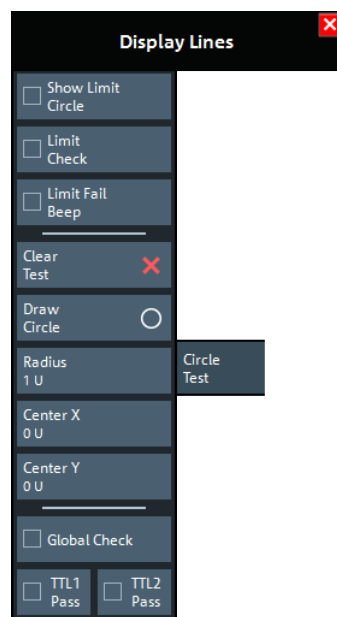 Display Lines
Show Limit
Circle
Limit
Check
Limit Fail
Beep
Clear
Test
Draw
Circle
Radius
1 U
Circle
Test
Center X
0 U
Center Y
0 U
Global Check
TTL1
Pass
TTL2
Pass